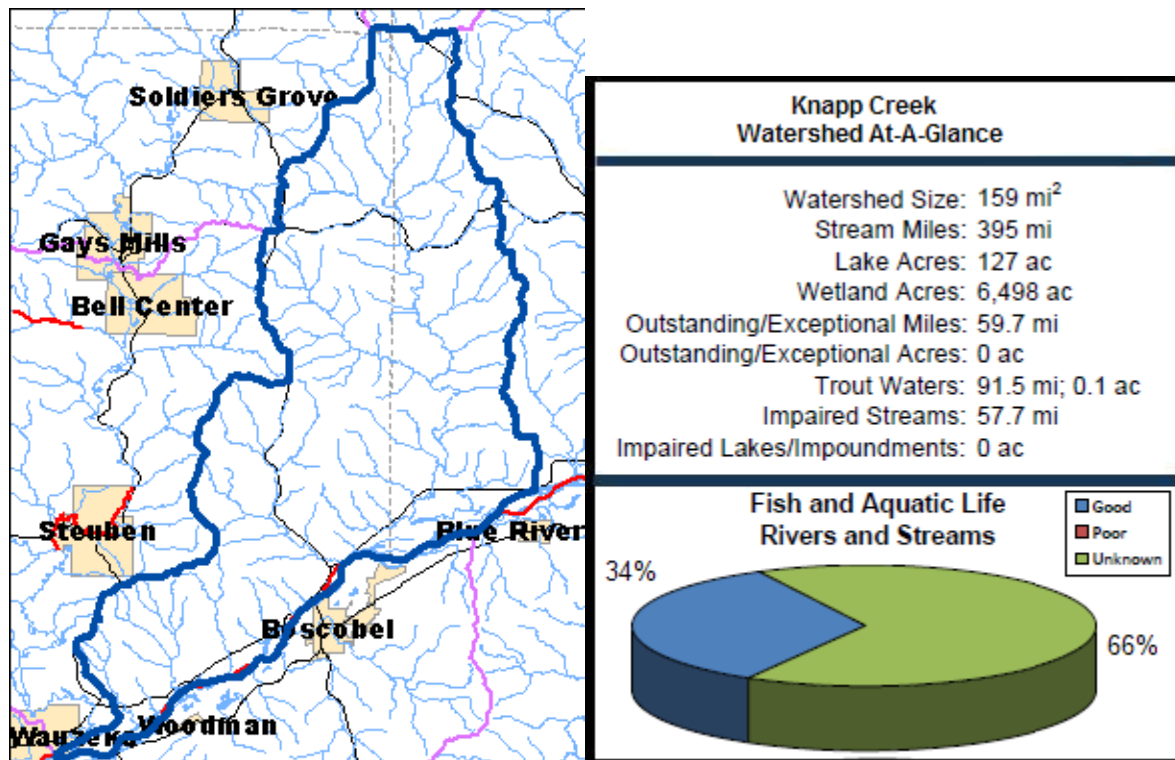 Soldiers Grove
Gays Mills
Bell Center
Steuben
Blue River
Boscobel
Woodman
Wauzeka
Knapp Creek
Watershed At-A-Glance
Watershed Size: 159 mi²
Stream Miles: 395 mi
Lake Acres: 127 ac
Wetland Acres: 6,498 ac
Outstanding/Exceptional Miles: 59.7 mi
Outstanding/Exceptional Acres: 0 ac
Trout Waters: 91.5 mi; 0.1 ac
Impaired Streams: 57.7 mi
Impaired Lakes/Impoundments: 0 ac
Fish and Aquatic Life
Rivers and Streams
Good
Poor
Unknown
34%
66%